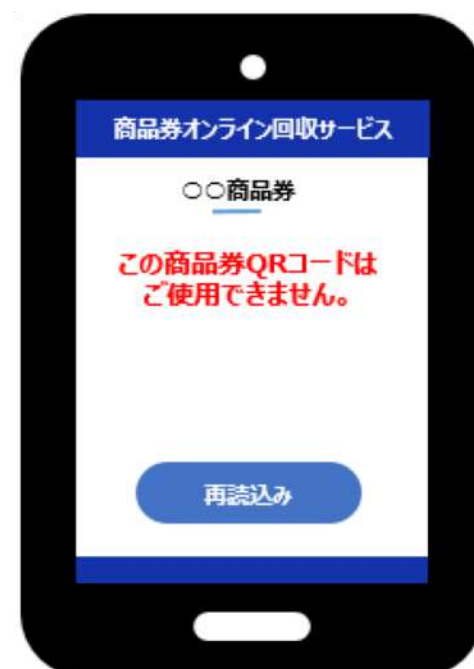 商品券オンライン回収サービス
○○商品券
この商品券QRコードは
ご使用できません。
再読込み